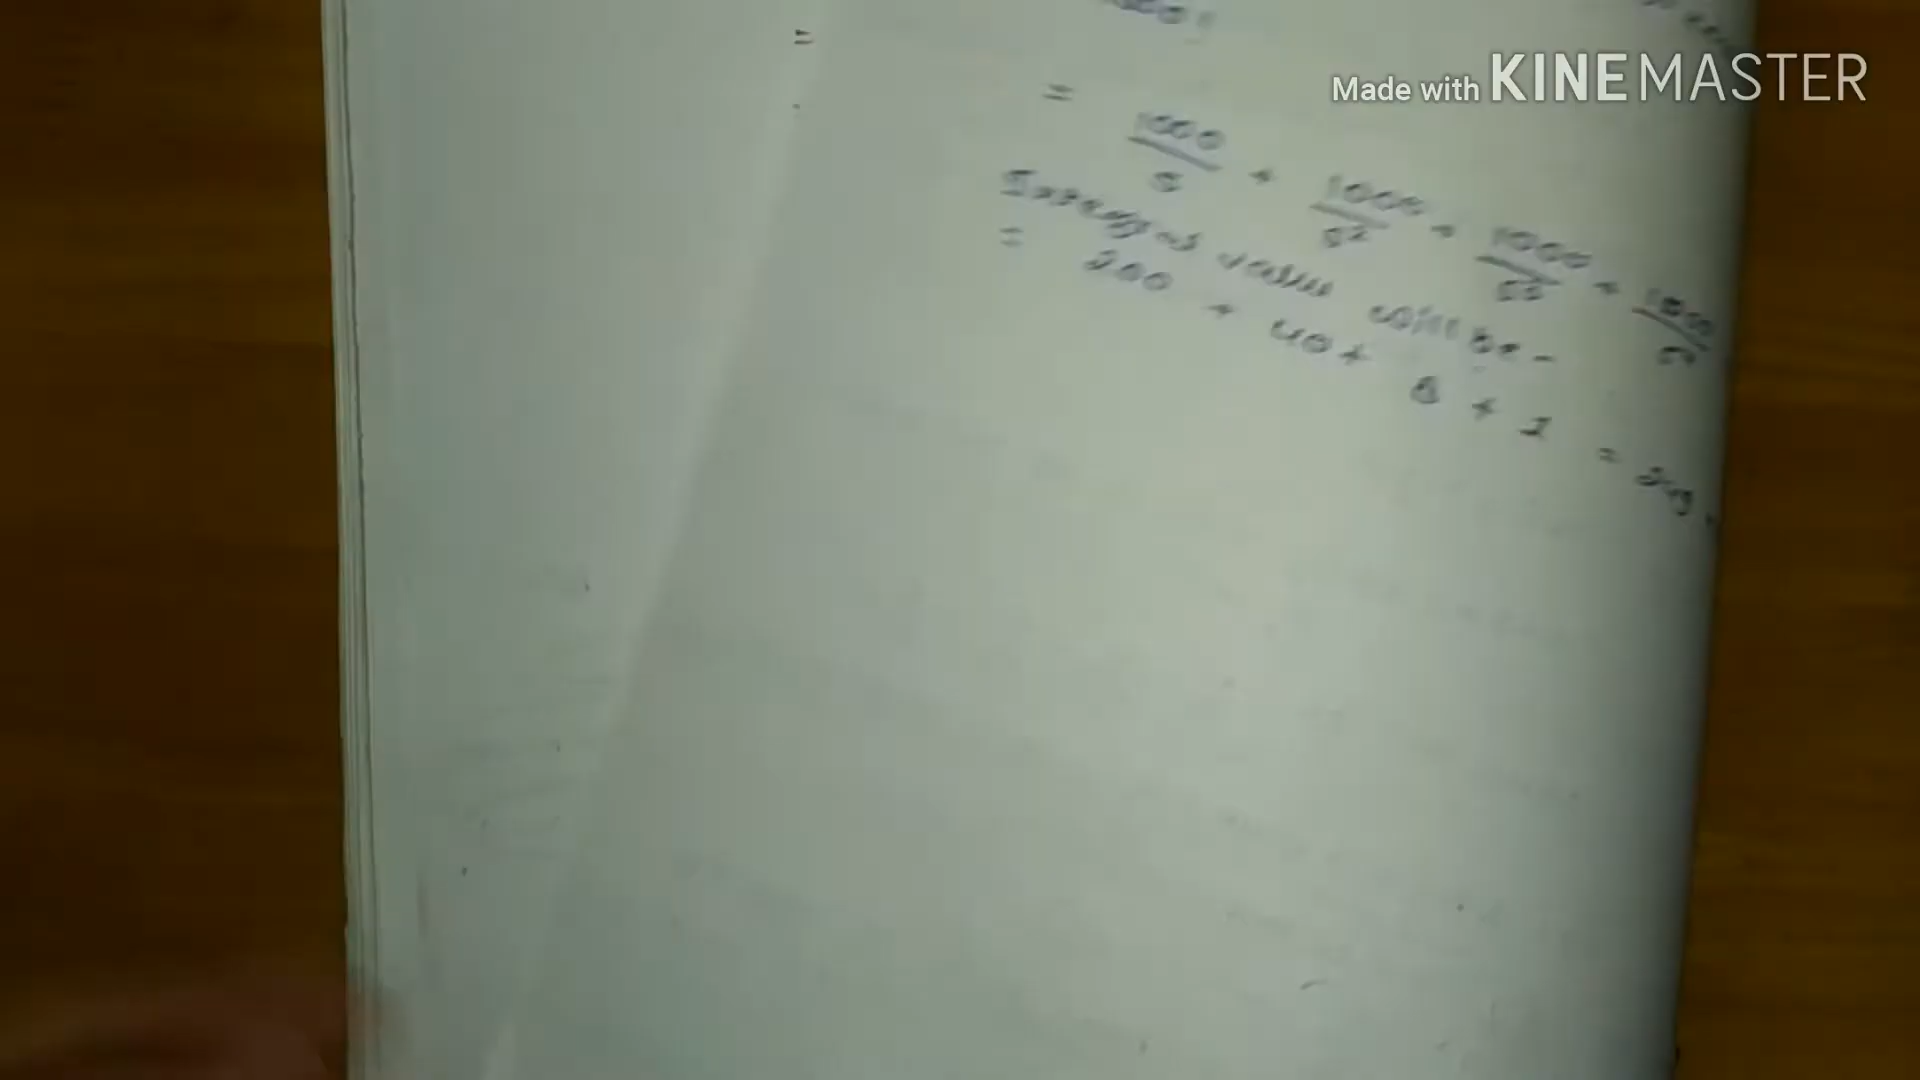 Made with KINEMASTER
=
= 1000/5 + 1000/5² + 1000/5³ + 1000/5
Integral value will be -
= 200 + 40 + 8 + 1 = 249